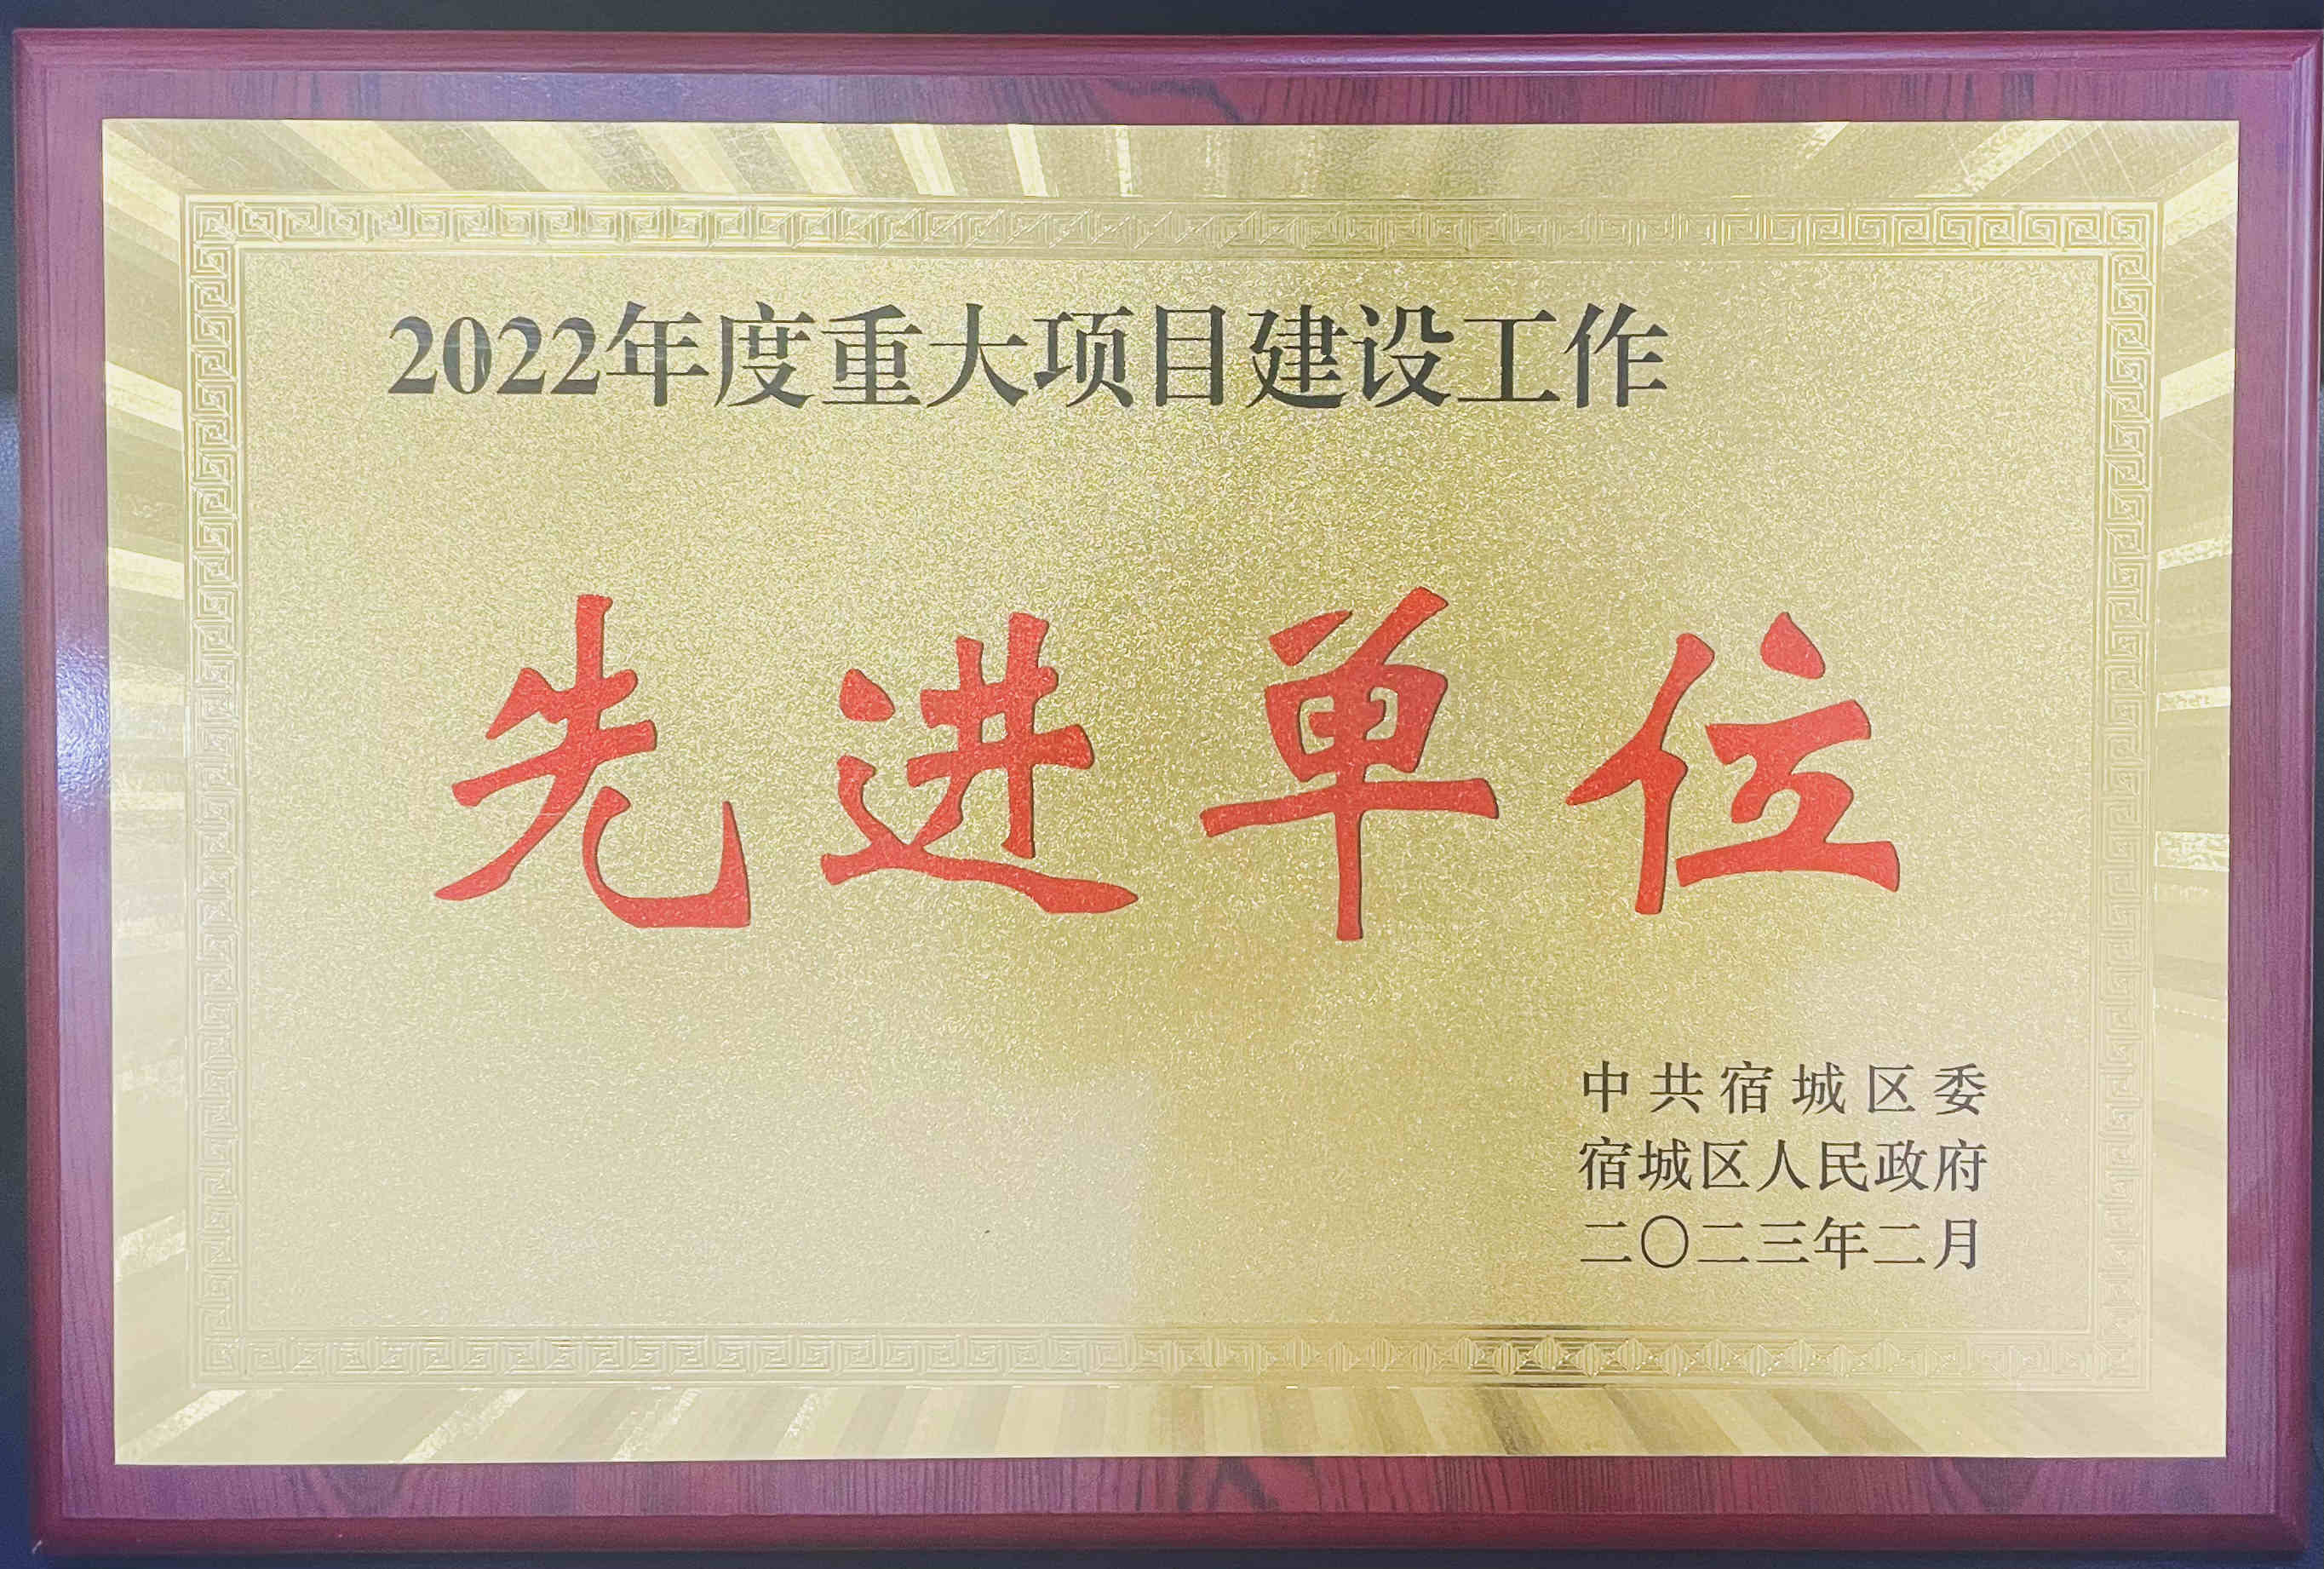 2022年度重大项目建设工作
先进单位
中共宿城区委
宿城区人民政府
二〇二三年二月